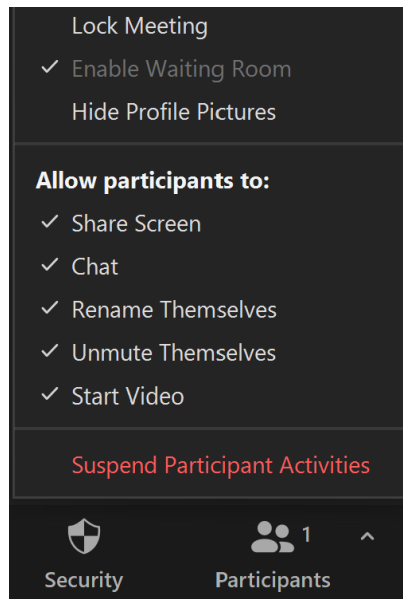 Lock Meeting
Enable Waiting Room
Hide Profile Pictures
Allow participants to:
Share Screen
Chat
Rename Themselves
Unmute Themselves
Start Video
Suspend Participant Activities
1
Security Participants